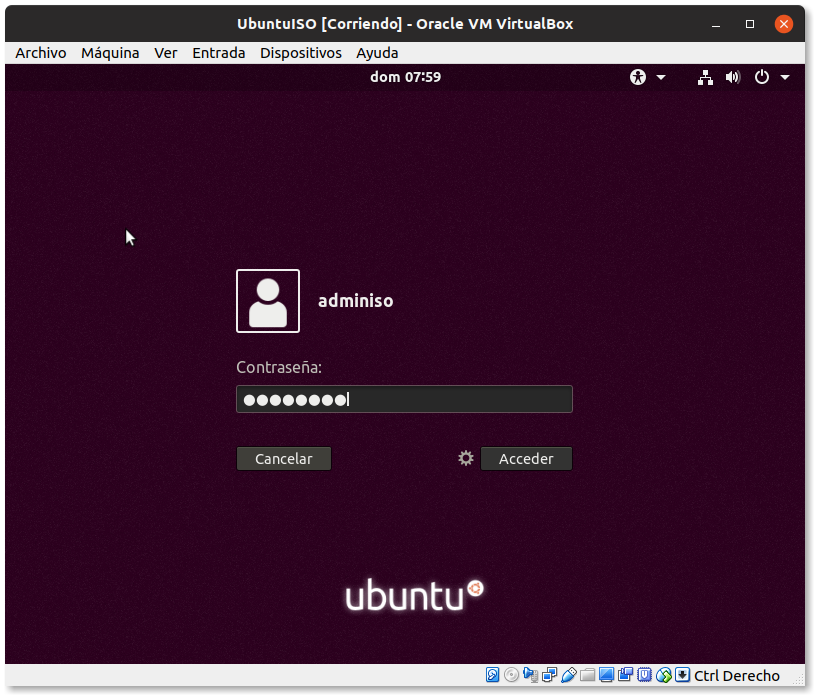 UbuntuISO [Corriendo] - Oracle VM VirtualBox
Archivo Máquina Ver Entrada Dispositivos Ayuda
dom 07:59
adminiso
Contraseña:
Cancelar Acceder
ubuntu
Ctrl Derecho